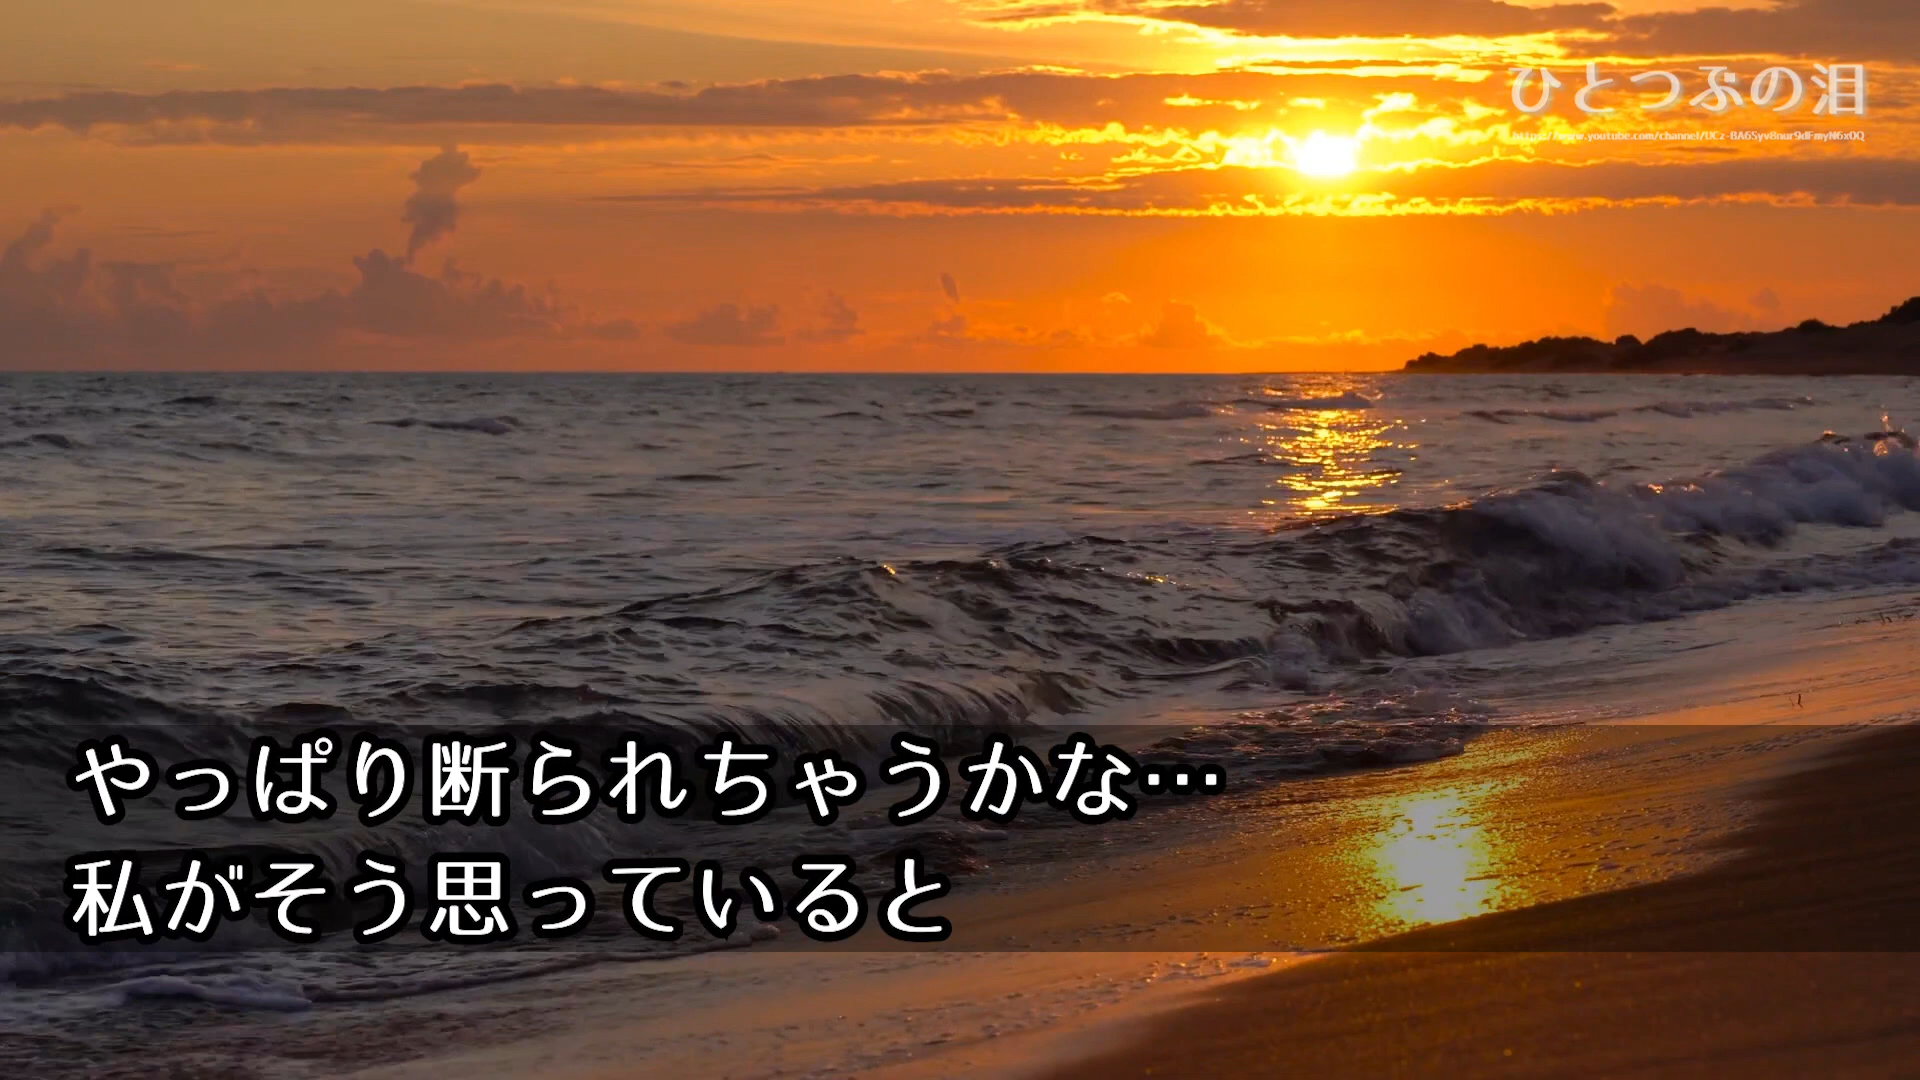 ひとつぶの泪
やっぱり断られちゃうかな…
私がそう思っていると